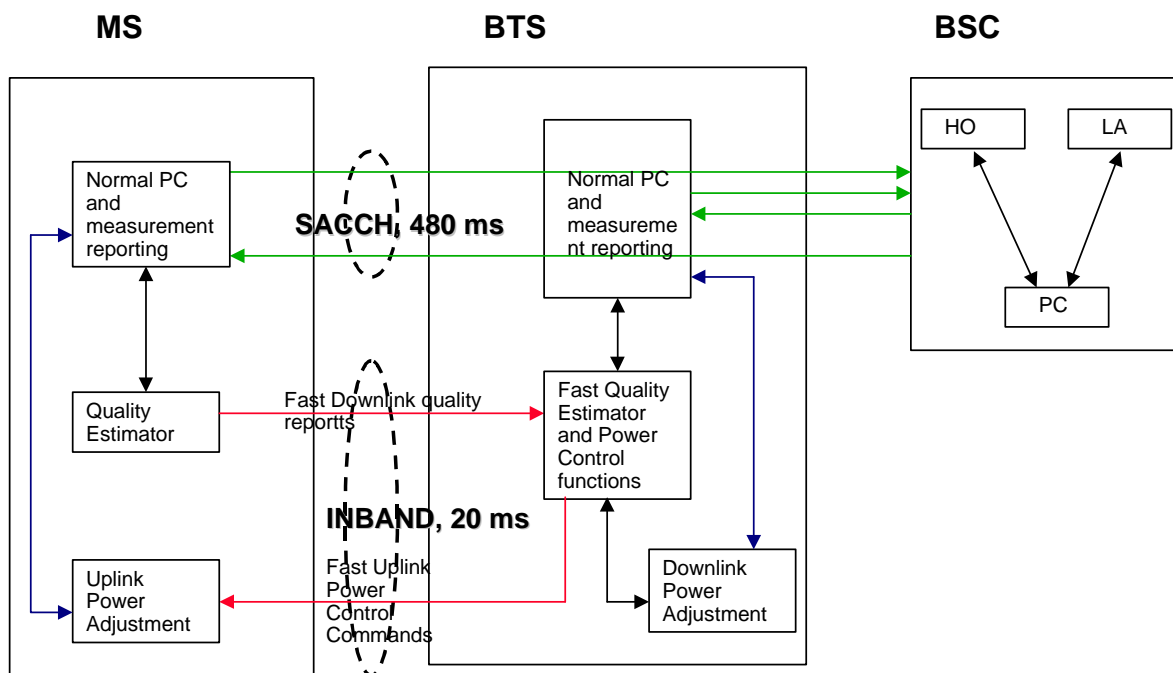 MS
BTS
BSC
HO
LA
PC
Normal PC
and
measurement
reporting
SACCH, 480 ms
Normal PC
and
measureme
nt reporting
Quality
Estimator
Fast Downlink quality
reportts
Fast Quality
Estimator
and Power
Control
functions
INBAND, 20 ms
Uplink
Power
Adjustment
Fast Uplink
Power
Control
Commands
Downlink
Power
Adjustment